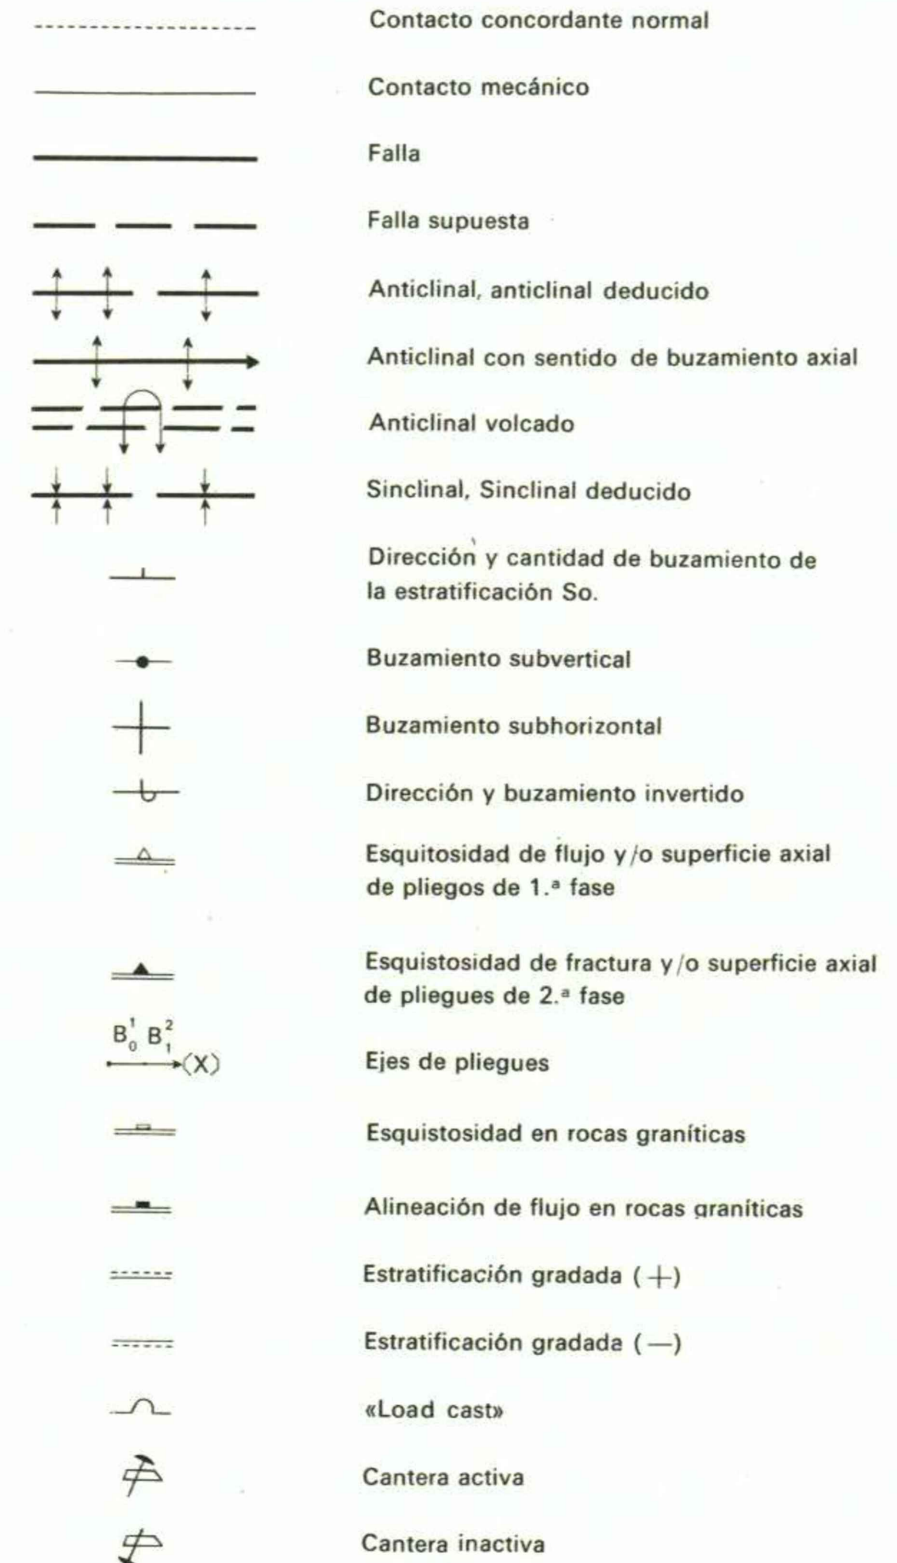 Contacto concordante normal
Contacto mecánico
Falla
Falla supuesta
Anticlinal, anticlinal deducido
Anticlinal con sentido de buzamiento axial
Anticlinal volcado
Sinclinal, Sinclinal deducido
Dirección y cantidad de buzamiento de
la estratificación So.
Buzamiento subvertical
Buzamiento subhorizontal
Dirección y buzamiento invertido
Esquitosidad de flujo y/o superficie axial
de pliegos de 1.ª fase
Esquistosidad de fractura y/o superficie axial
de pliegues de 2.ª fase
B₀¹ B₁²
(X)
Ejes de pliegues
Esquistosidad en rocas graníticas
Alineación de flujo en rocas graníticas
Estratificación gradada (+)
Estratificación gradada (—)
«Load cast»
Cantera activa
Cantera inactiva